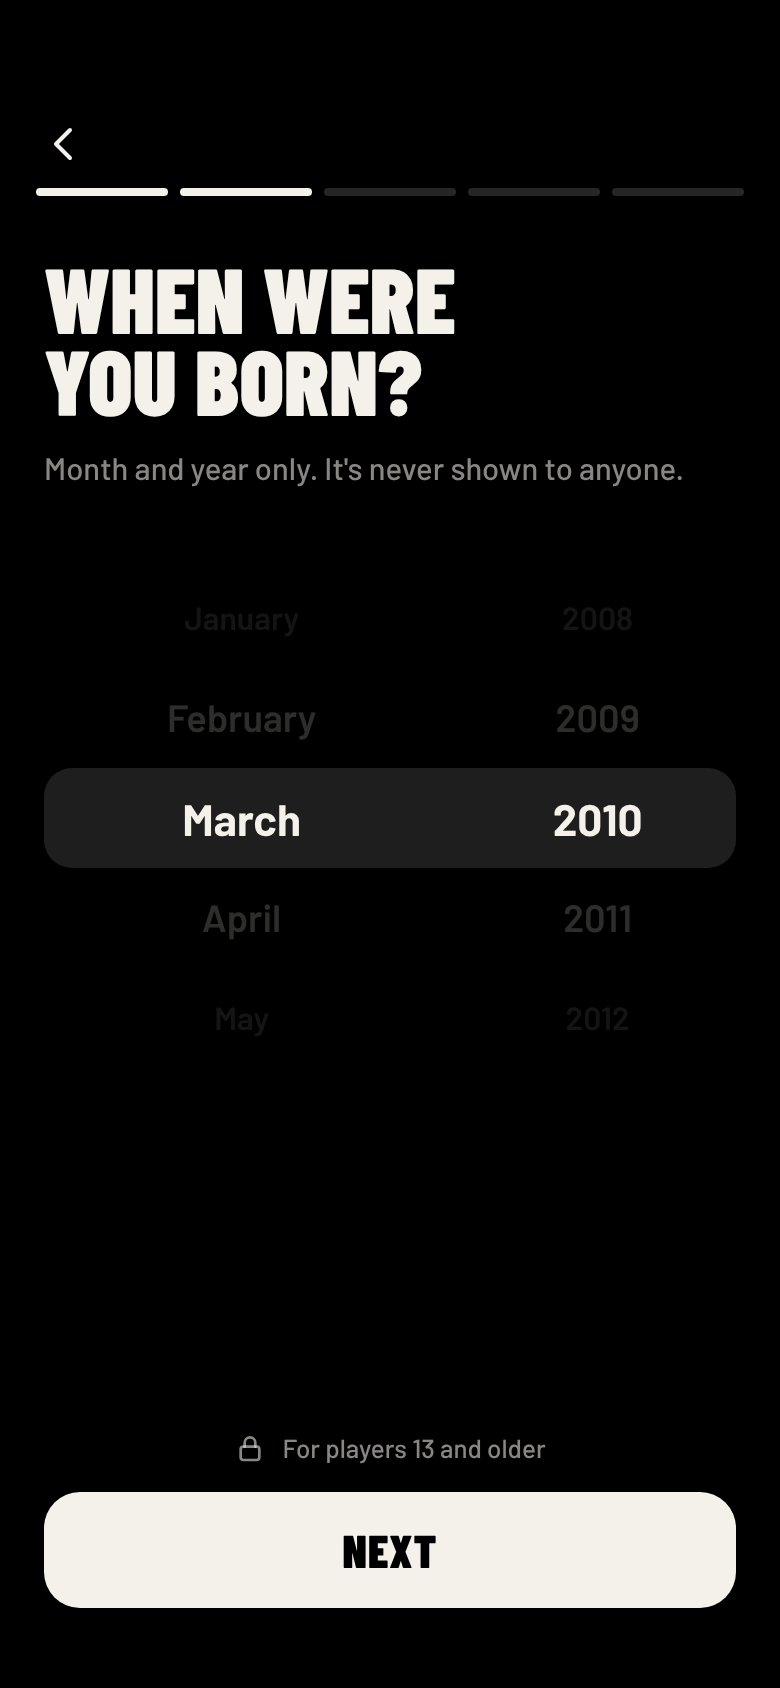 WHEN WERE
YOU BORN?
Month and year only. It's never shown to anyone.
January 2008
February 2009
March 2010
April 2011
May 2012
For players 13 and older
NEXT